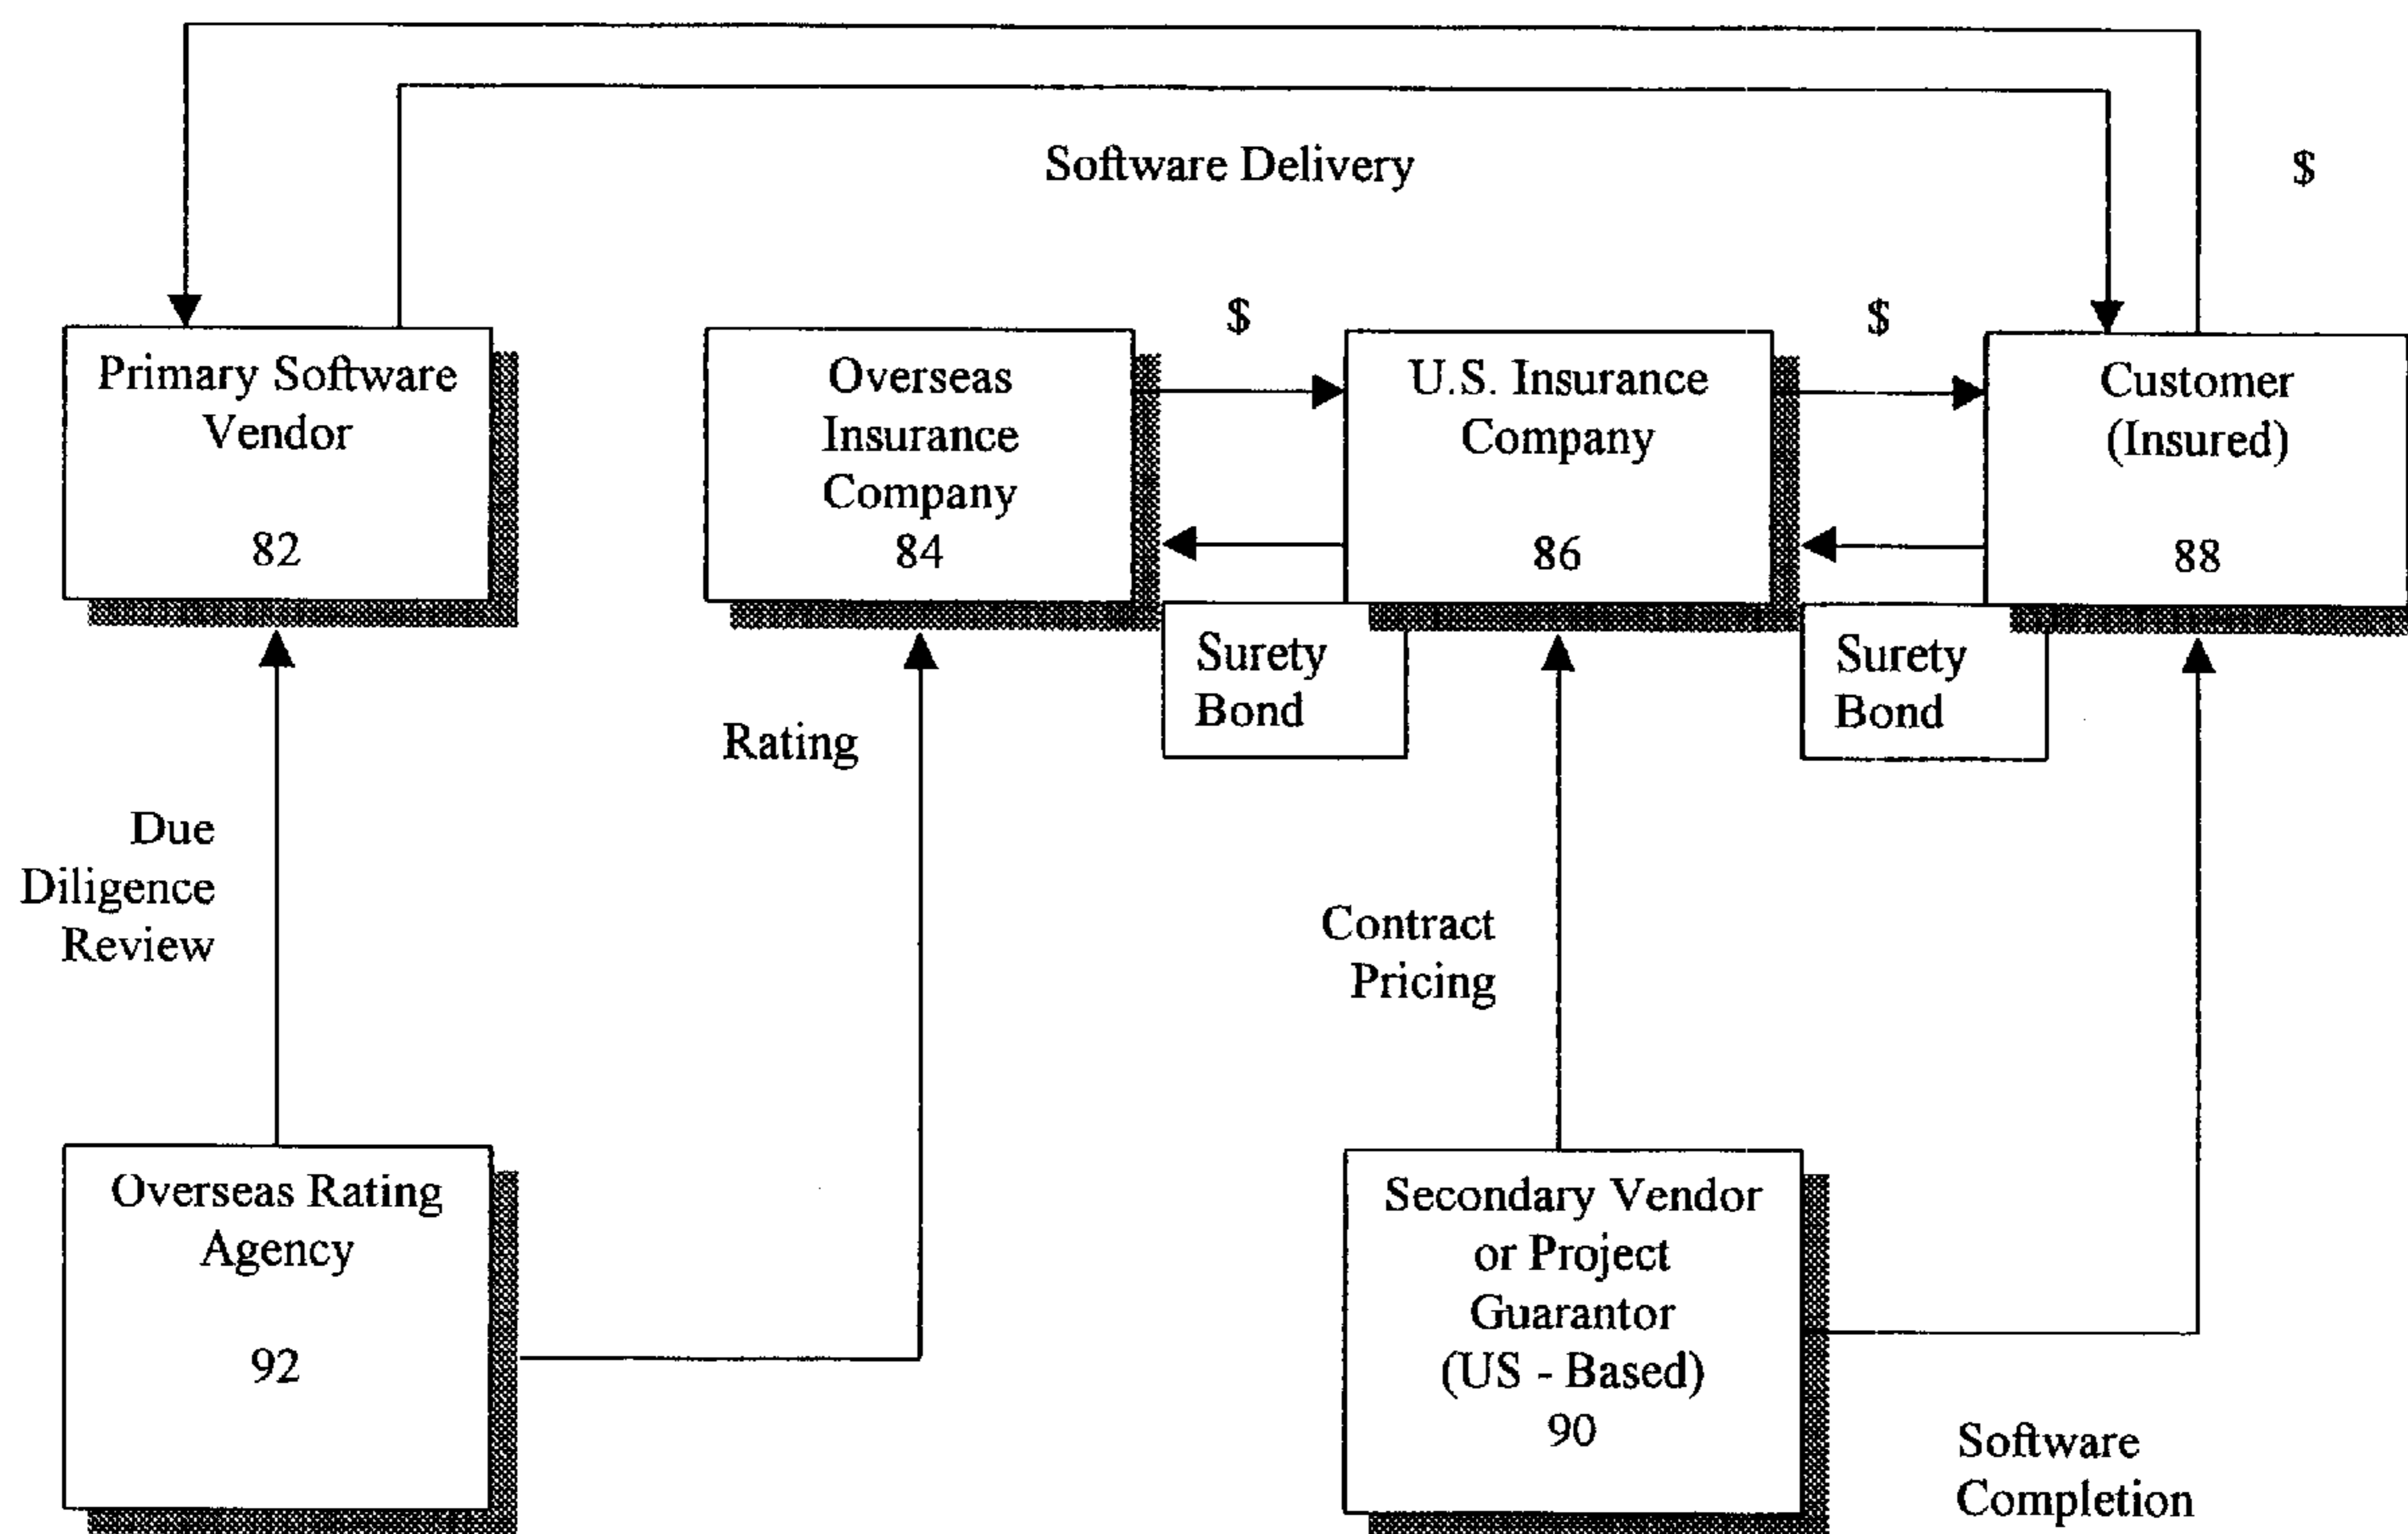 Software Delivery
$
$
$
Primary Software
Vendor
82
Overseas
Insurance
Company
84
U.S. Insurance
Company
86
Customer
(Insured)
88
Surety
Bond
Surety
Bond
Rating
Due
Diligence
Review
Contract
Pricing
Overseas Rating
Agency
92
Secondary Vendor
or Project
Guarantor
(US - Based)
90
Software
Completion